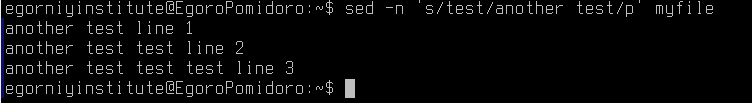 egorniyinstitute@EgoroPomidoro:~$ sed -n 's/test/another test/p' myfile
another test line 1
another test test line 2
another test test test line 3
egorniyinstitute@EgoroPomidoro:~$